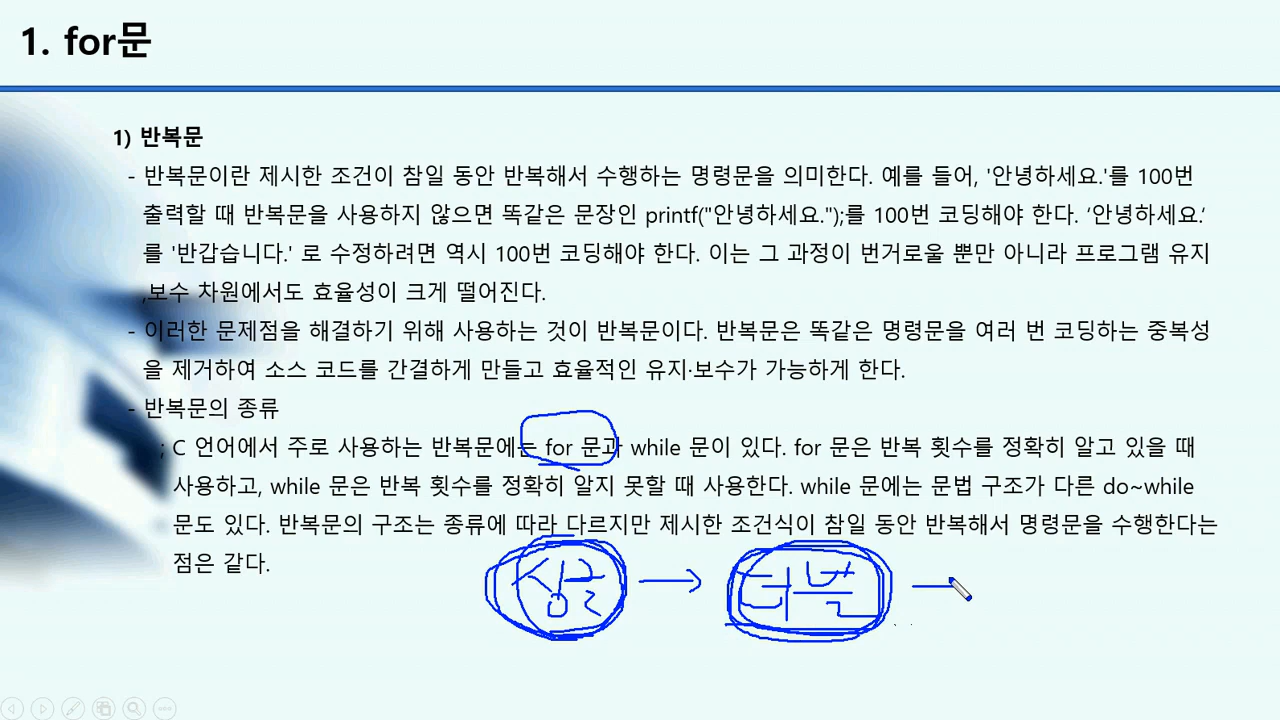 1. for문
1) 반복문
- 반복문이란 제시한 조건이 참일 동안 반복해서 수행하는 명령문을 의미한다. 예를 들어, '안녕하세요.'를 100번
출력할 때 반복문을 사용하지 않으면 똑같은 문장인 printf("안녕하세요.");를 100번 코딩해야 한다. ‘안녕하세요.‘
를 '반갑습니다.' 로 수정하려면 역시 100번 코딩해야 한다. 이는 그 과정이 번거로울 뿐만 아니라 프로그램 유지
,보수 차원에서도 효율성이 크게 떨어진다.
- 이러한 문제점을 해결하기 위해 사용하는 것이 반복문이다. 반복문은 똑같은 명령문을 여러 번 코딩하는 중복성
을 제거하여 소스 코드를 간결하게 만들고 효율적인 유지·보수가 가능하게 한다.
- 반복문의 종류
; C 언어에서 주로 사용하는 반복문에는 for 문과 while 문이 있다. for 문은 반복 횟수를 정확히 알고 있을 때
사용하고, while 문은 반복 횟수를 정확히 알지 못할 때 사용한다. while 문에는 문법 구조가 다른 do~while
문도 있다. 반복문의 구조는 종류에 따라 다르지만 제시한 조건식이 참일 동안 반복해서 명령문을 수행한다는
점은 같다.
싱글 → 더블 —